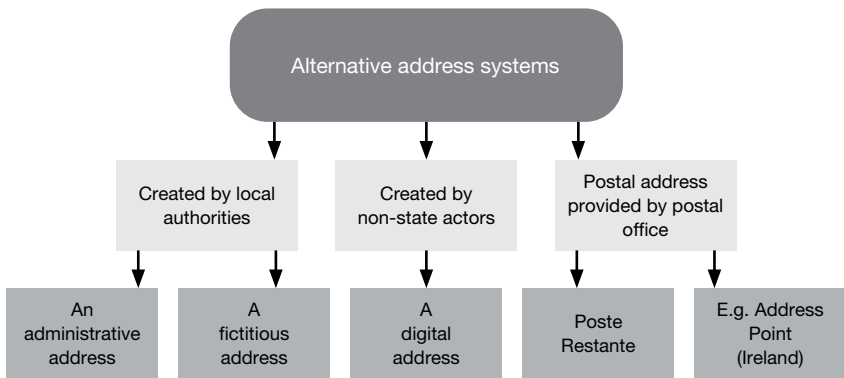 Alternative address systems
Created by local
authorities
Created by
non-state actors
Postal address
provided by postal
office
An
administrative
address
A
fictitious
address
A
digital
address
Poste
Restante
E.g. Address
Point
(Ireland)